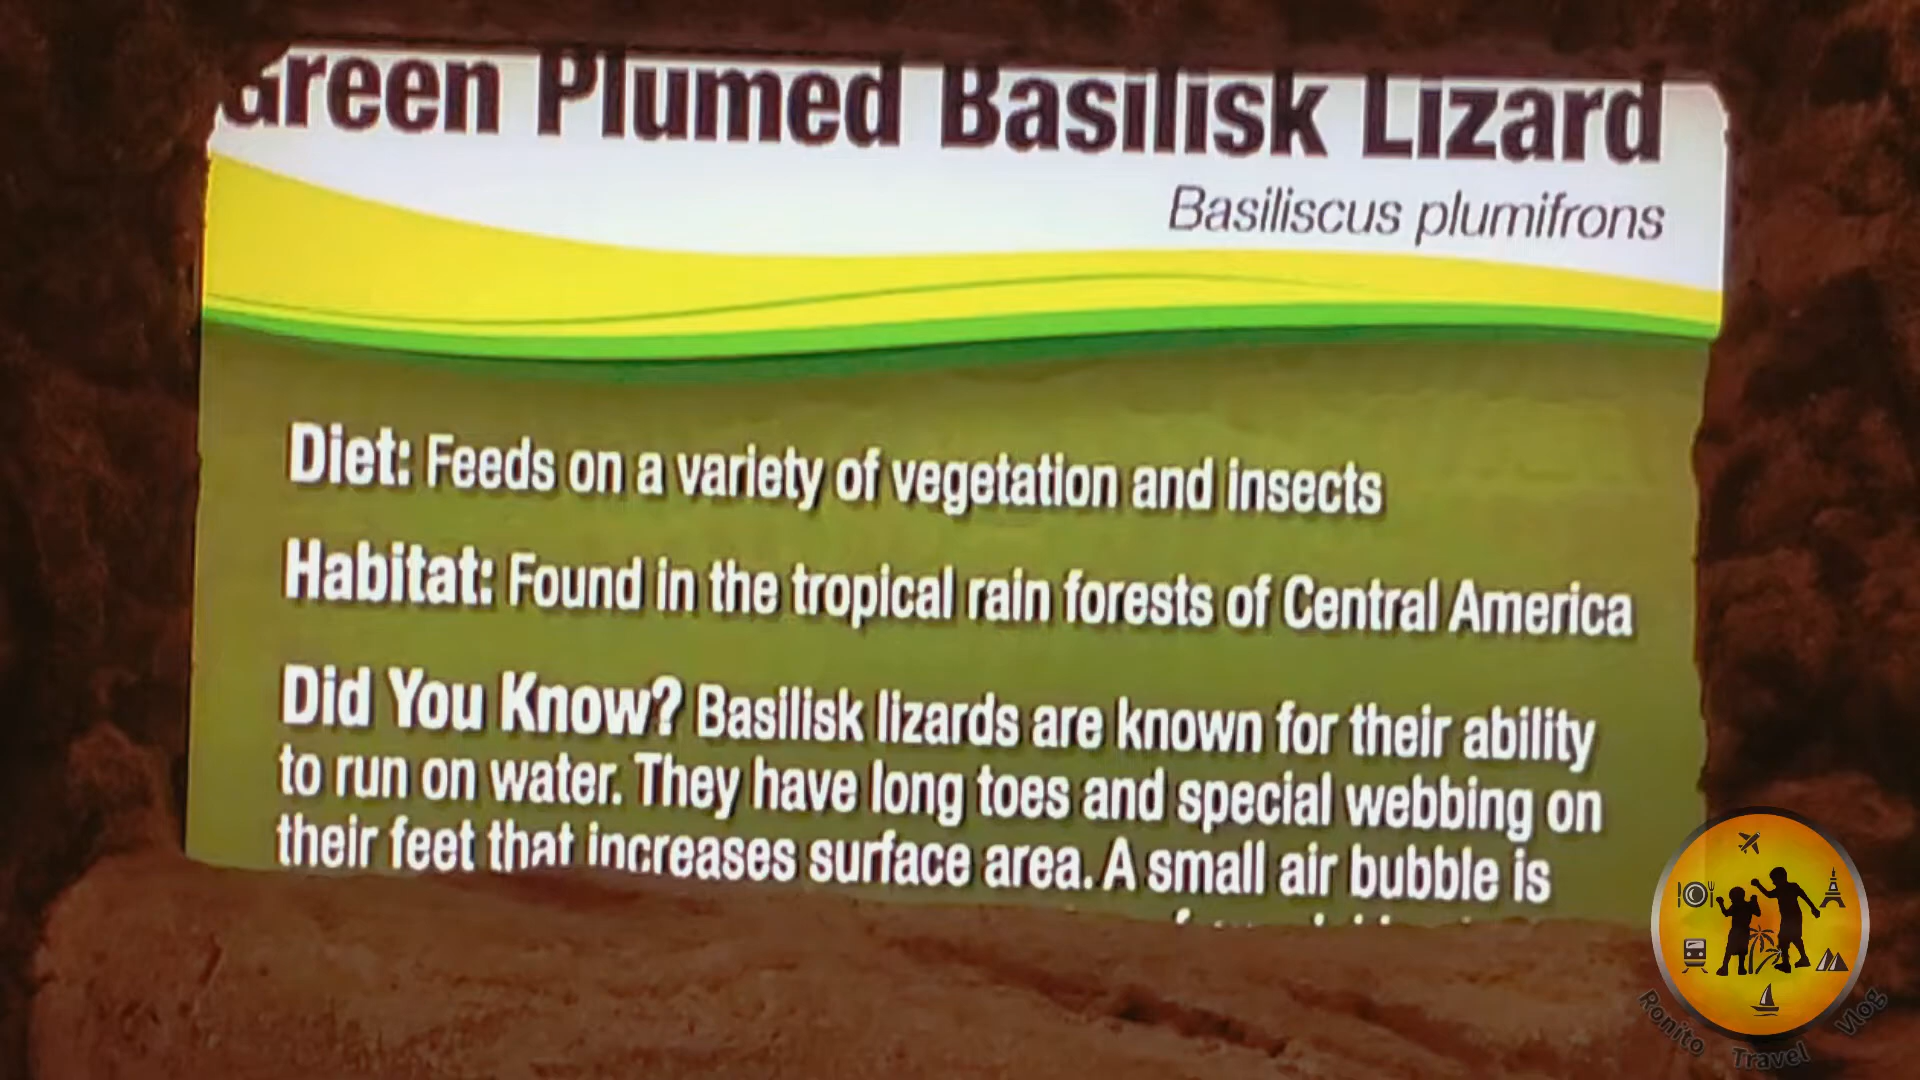 Green Plumed Basilisk Lizard
Basiliscus plumifrons
Diet: Feeds on a variety of vegetation and insects
Habitat: Found in the tropical rain forests of Central America
Did You Know? Basilisk lizards are known for their ability
to run on water. They have long toes and special webbing on
their feet that increases surface area. A small air bubble is
Ronito Travel Vlog